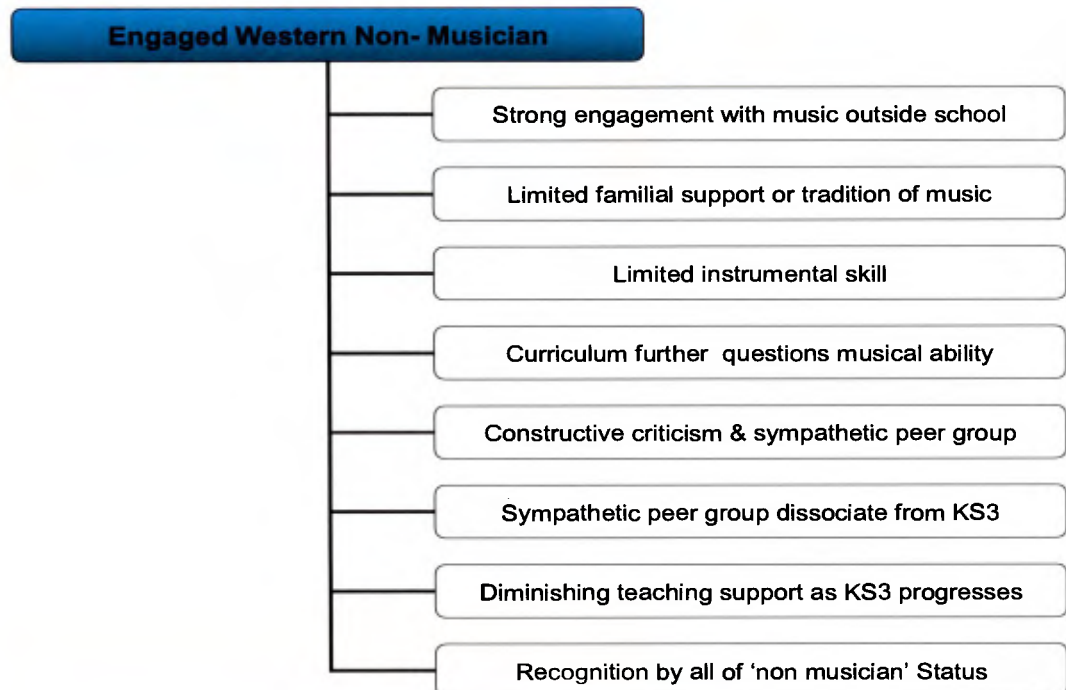 Engaged Western Non- Musician
Strong engagement with music outside school
Limited familial support or tradition of music
Limited instrumental skill
Curriculum further questions musical ability
Constructive criticism & sympathetic peer group
Sympathetic peer group dissociate from KS3
Diminishing teaching support as KS3 progresses
Recognition by all of ‘non musician’ Status